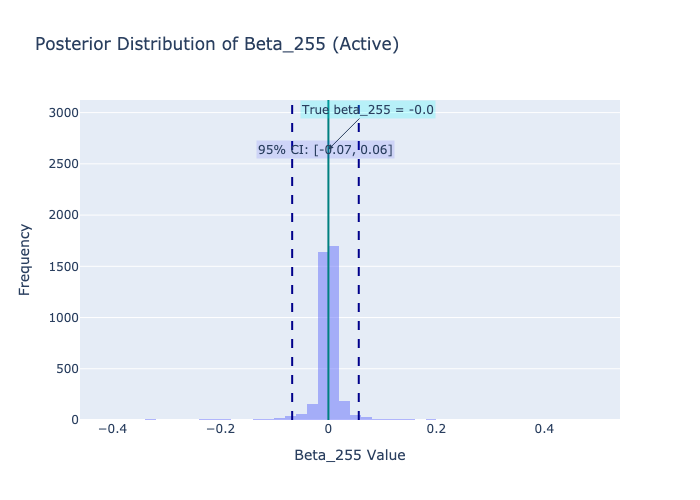 Posterior Distribution of Beta_255 (Active)
3000
True beta_255 = -0.0
95% CI: [-0.07, 0.06]
2500
2000
1500
1000
500
0
Frequency
−0.4
−0.2
0
0.2
0.4
Beta_255 Value